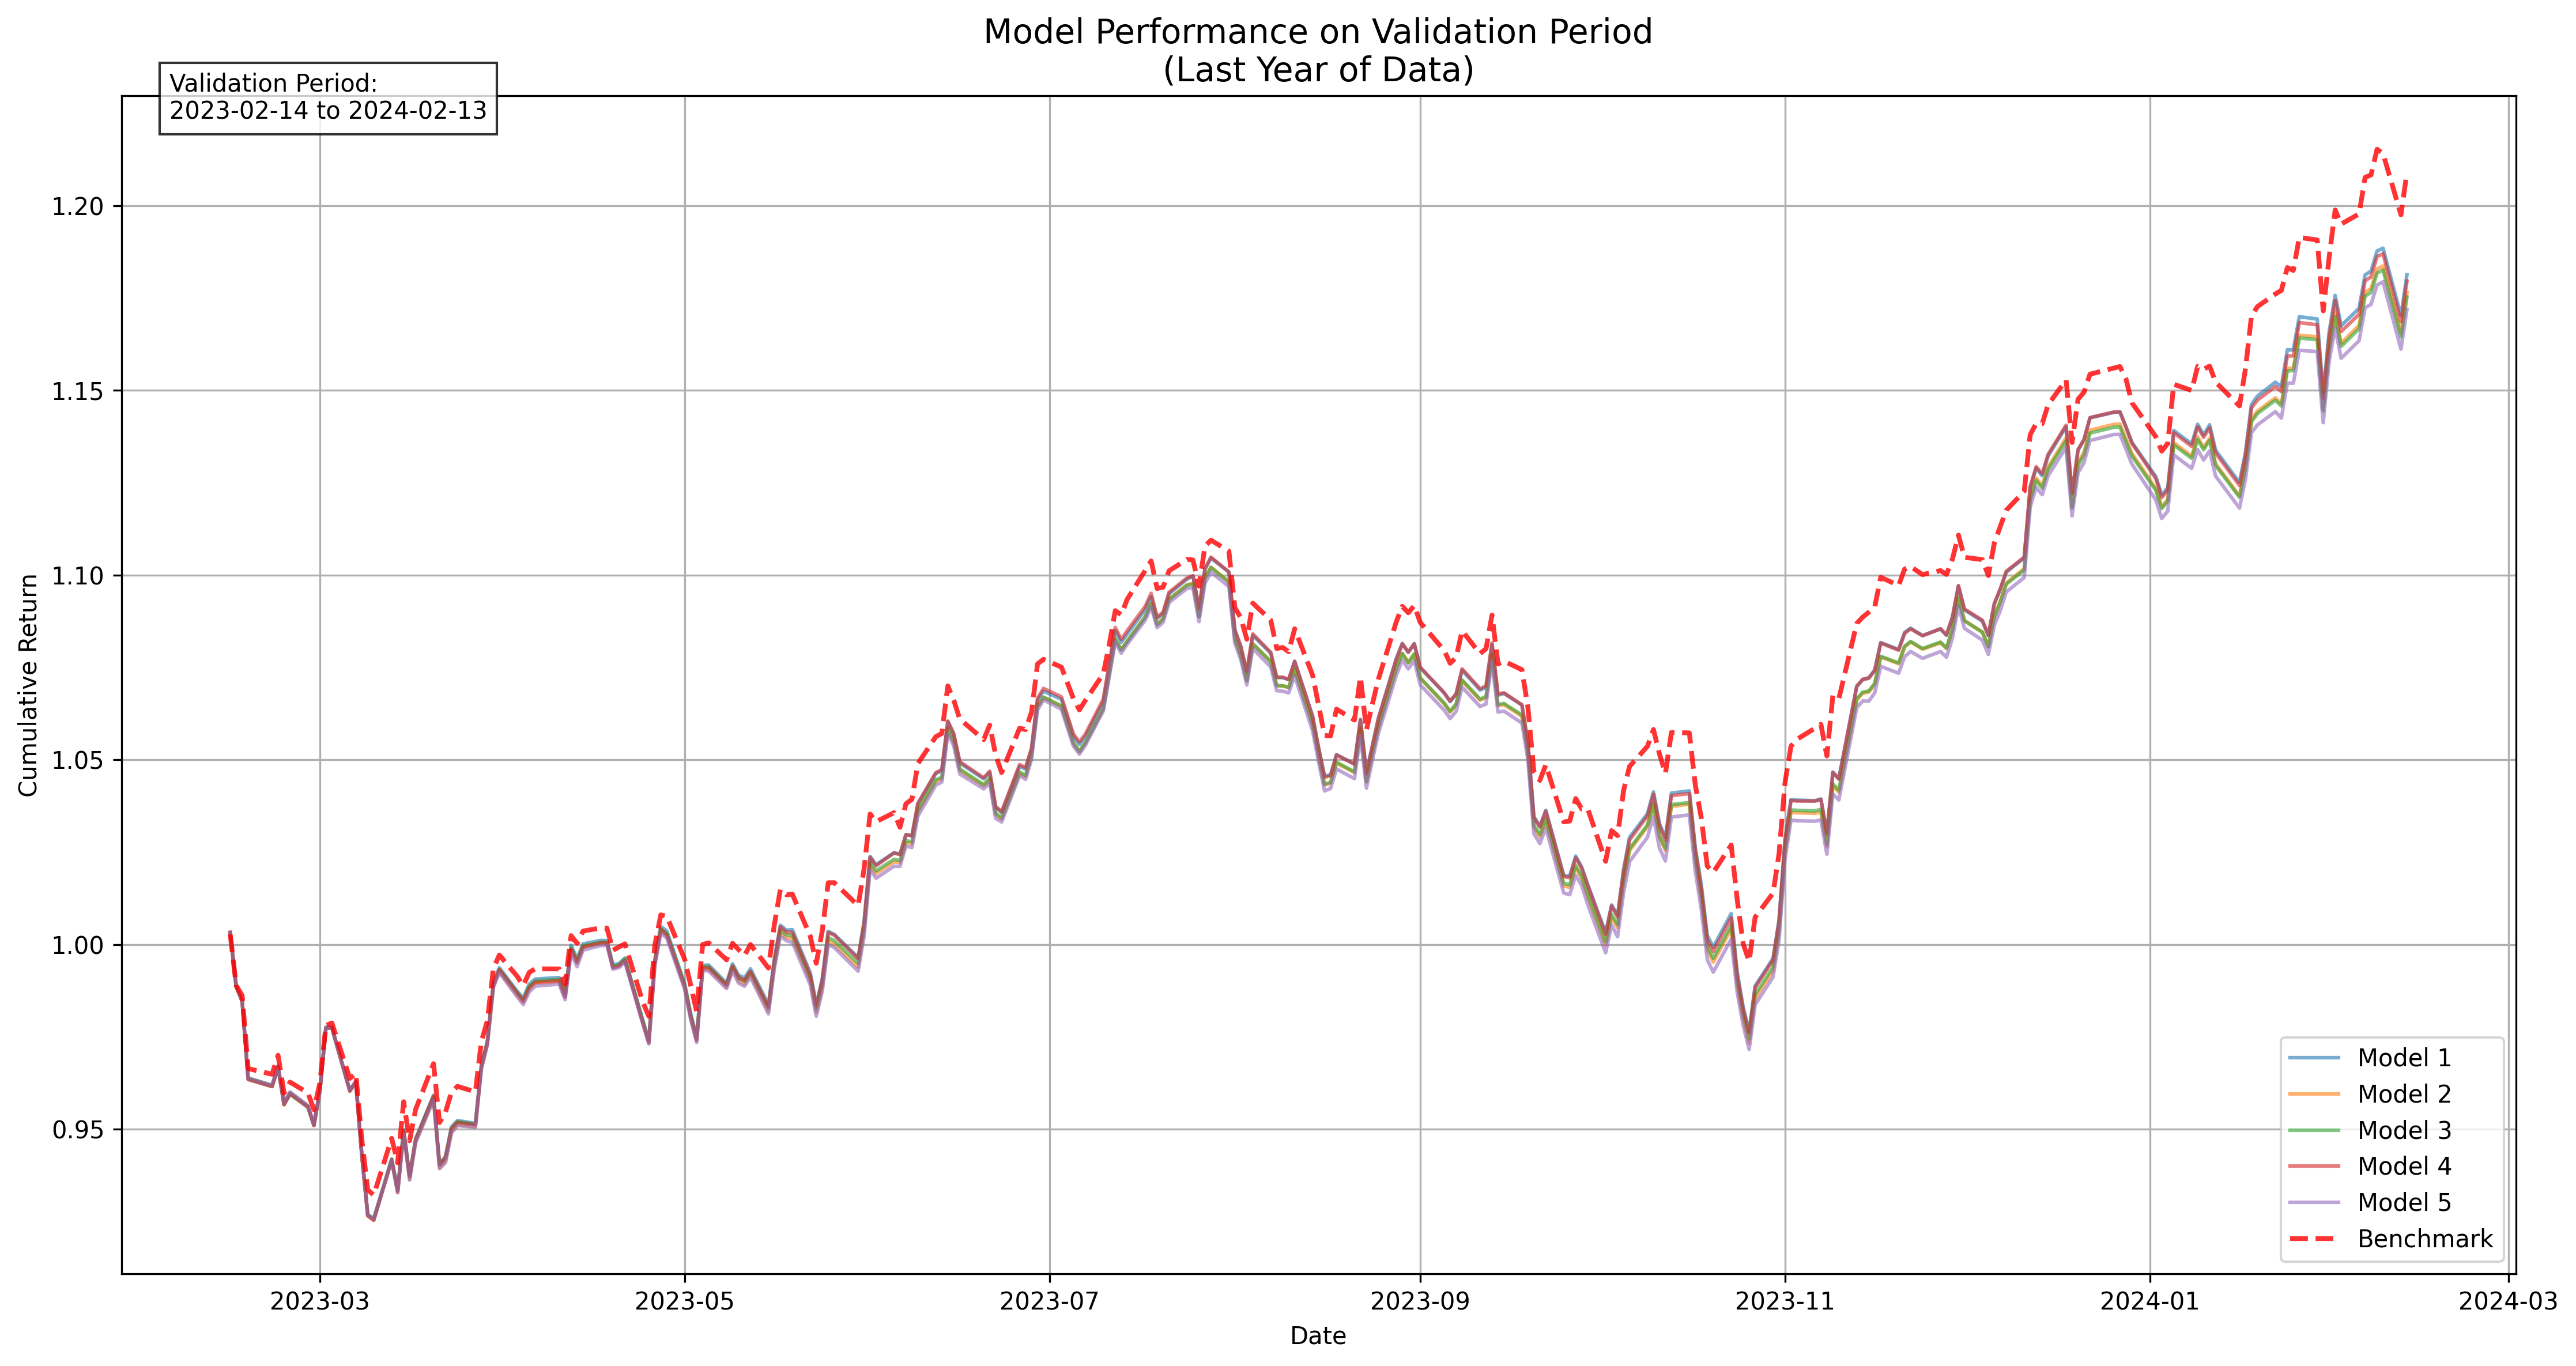 Model Performance on Validation Period
(Last Year of Data)
Validation Period:
2023-02-14 to 2024-02-13
Cumulative Return
1.20
1.15
1.10
1.05
1.00
0.95
2023-03
2023-05
2023-07
2023-09
2023-11
2024-01
2024-03
Date
Model 1
Model 2
Model 3
Model 4
Model 5
Benchmark